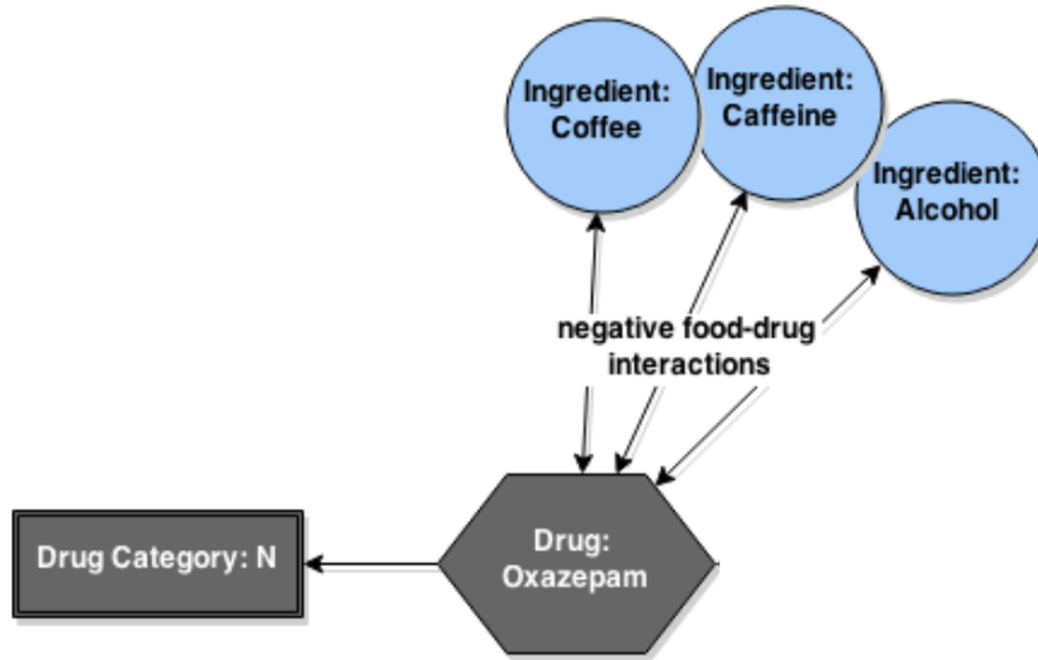 Ingredient:
Coffee
Ingredient:
Caffeine
Ingredient:
Alcohol
negative food-drug
interactions
Drug Category: N
Drug:
Oxazepam